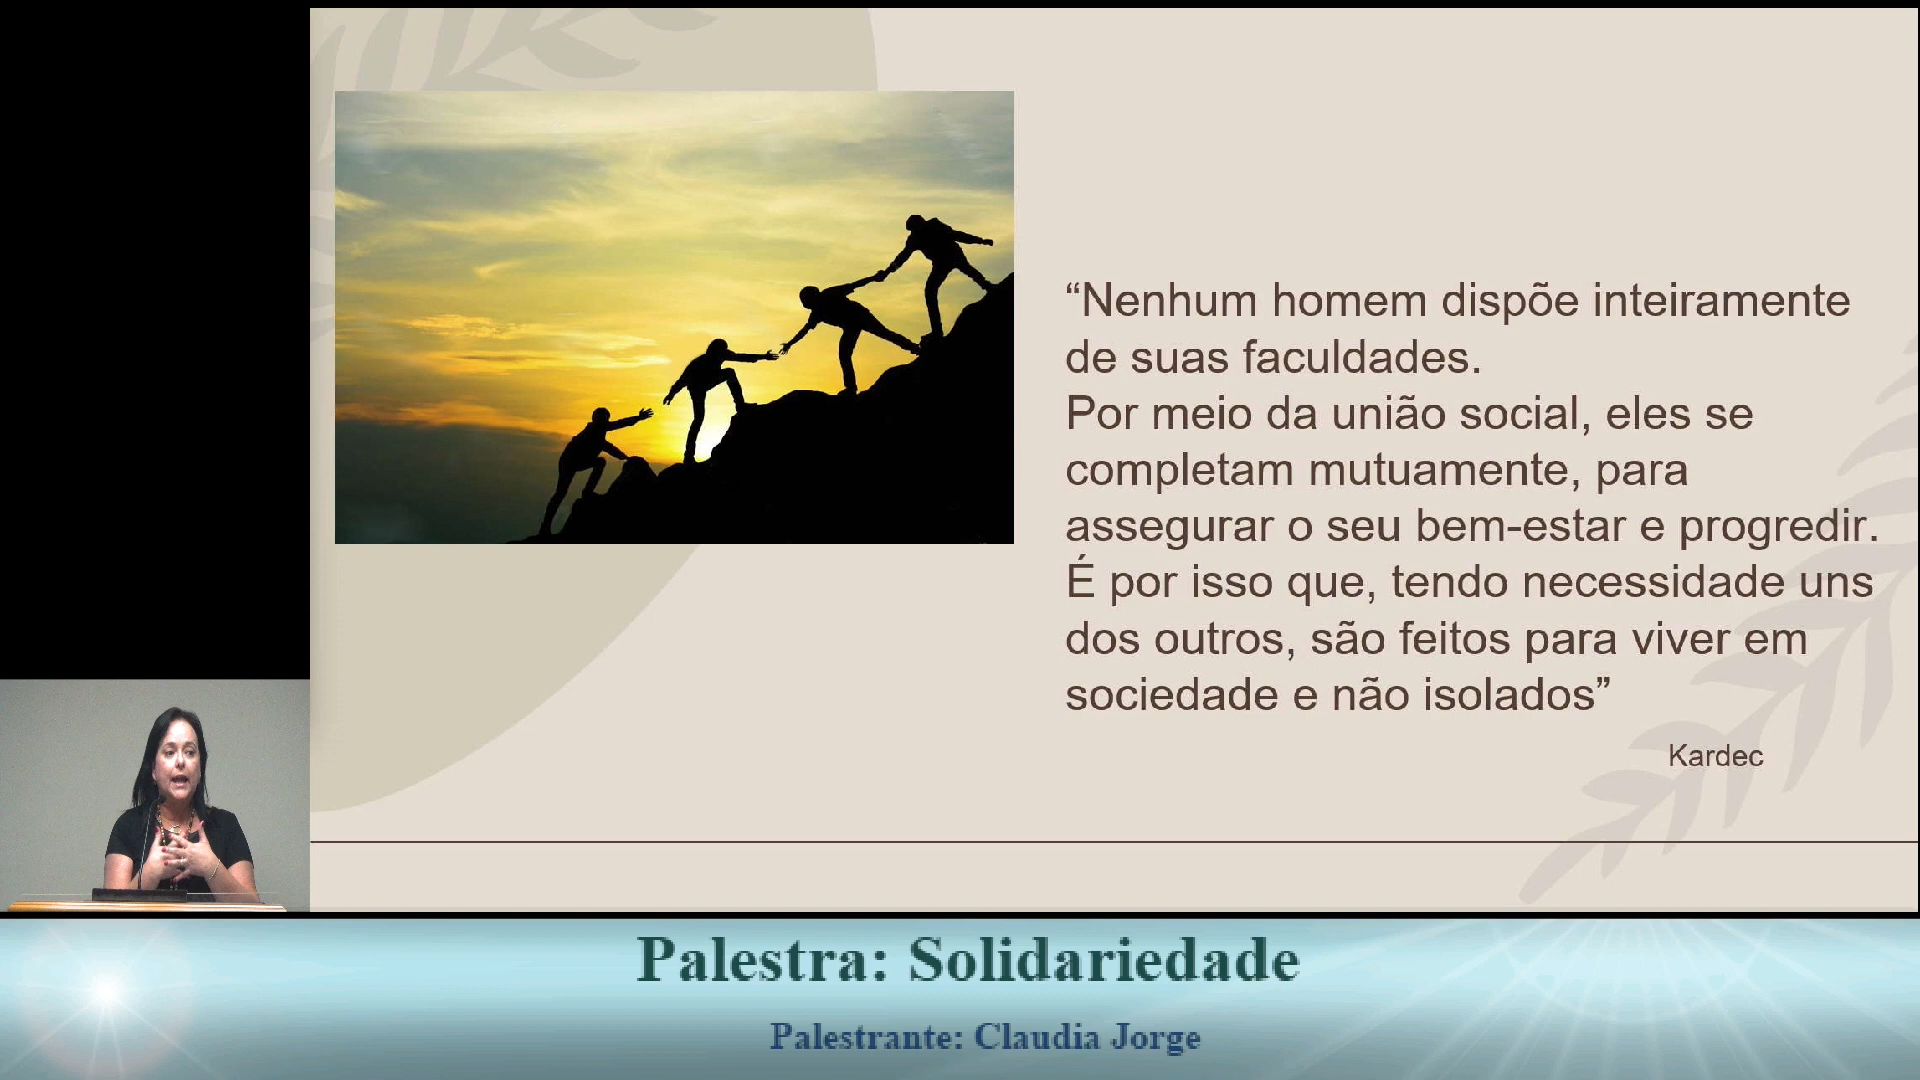 “Nenhum homem dispõe inteiramente
de suas faculdades.
Por meio da união social, eles se
completam mutuamente, para
assegurar o seu bem-estar e progredir.
É por isso que, tendo necessidade uns
dos outros, são feitos para viver em
sociedade e não isolados”
Kardec
Palestra: Solidariedade
Palestrante: Claudia Jorge